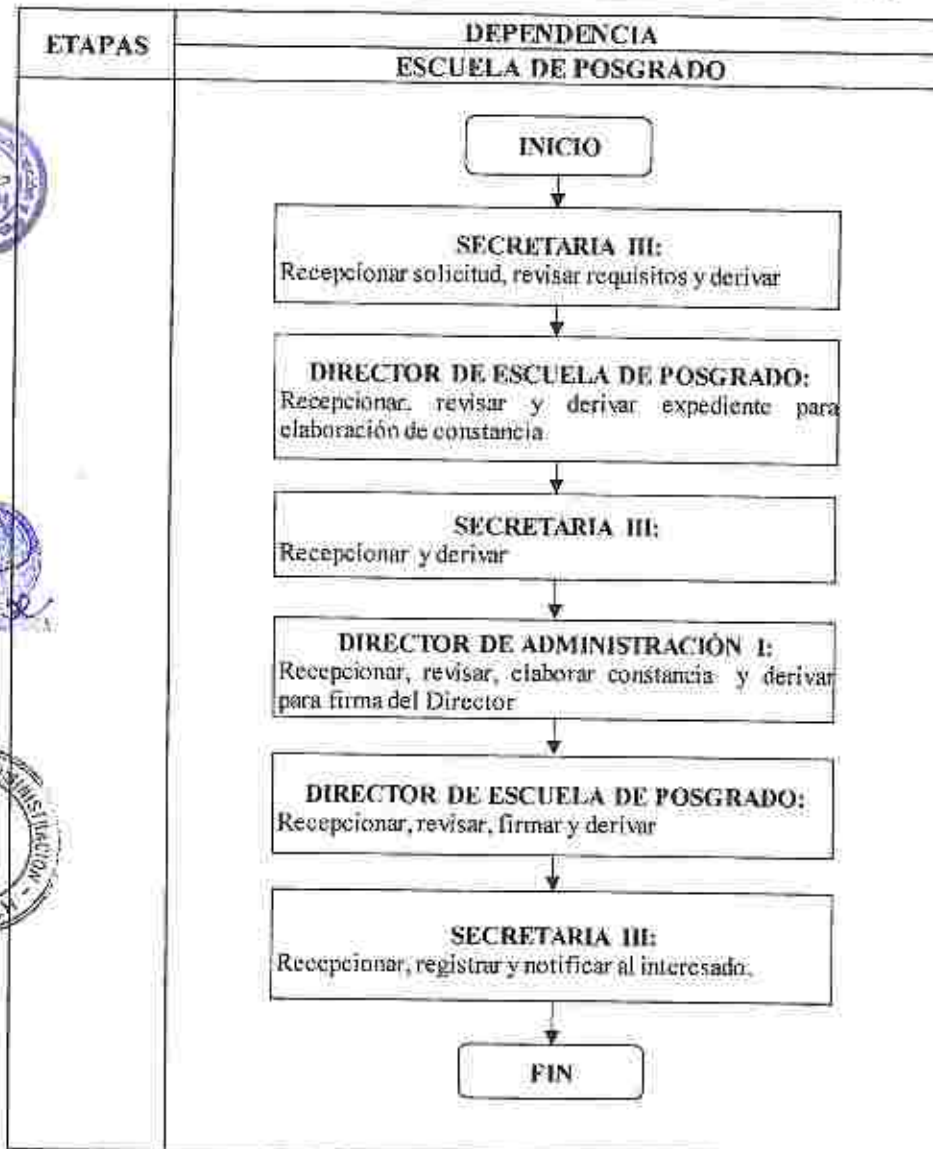 ETAPAS
DEPENDENCIA
ESCUELA DE POSGRADO
INICIO
SECRETARIA III:
Recepcionar solicitud, revisar requisitos y derivar
DIRECTOR DE ESCUELA DE POSGRADO:
Recepcionar, revisar y derivar expediente para
elaboración de constancia
SECRETARIA III:
Recepcionar y derivar
DIRECTOR DE ADMINISTRACIÓN I:
Recepcionar, revisar, elaborar constancia y derivar
para firma del Director
DIRECTOR DE ESCUELA DE POSGRADO:
Recepcionar, revisar, firmar y derivar
SECRETARIA III:
Recepcionar, registrar y notificar al interesado.
FIN